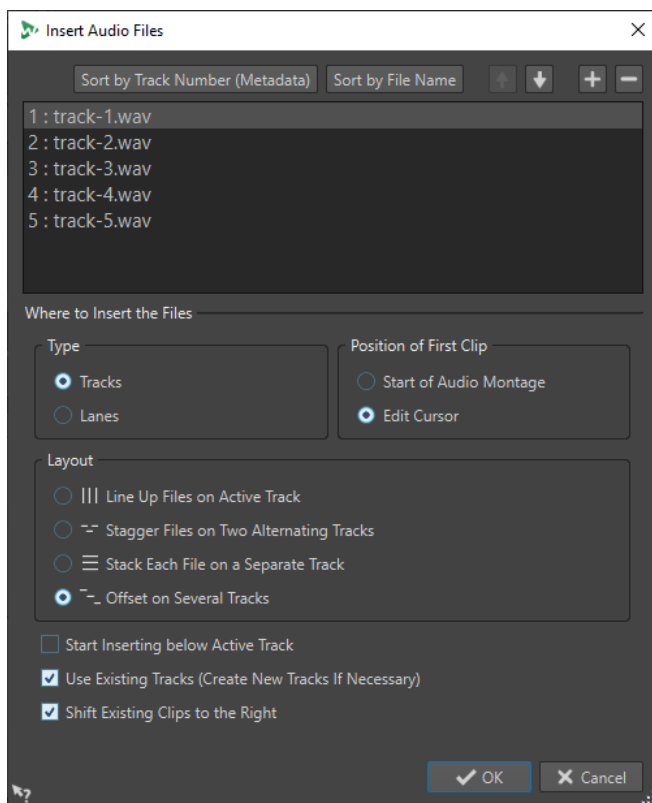 Insert Audio Files
Sort by Track Number (Metadata) Sort by File Name
1 : track-1.wav
2 : track-2.wav
3 : track-3.wav
4 : track-4.wav
5 : track-5.wav
Where to Insert the Files
Type
Tracks
Lanes
Position of First Clip
Start of Audio Montage
Edit Cursor
Layout
Line Up Files on Active Track
Stagger Files on Two Alternating Tracks
Stack Each File on a Separate Track
Offset on Several Tracks
Start Inserting below Active Track
Use Existing Tracks (Create New Tracks If Necessary)
Shift Existing Clips to the Right
OK Cancel